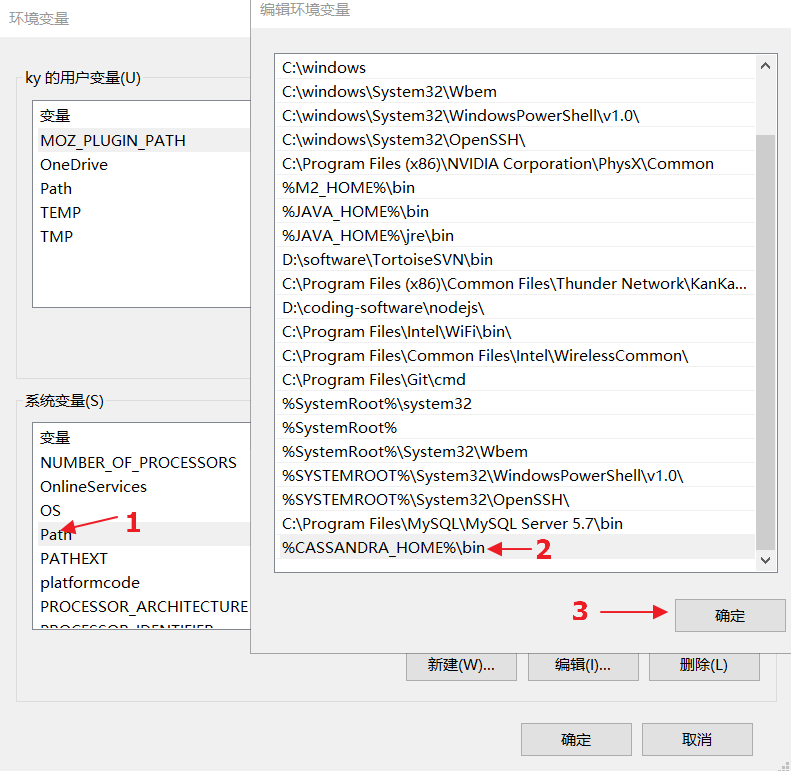 环境变量
ky 的用户变量(U)
变量
MOZ_PLUGIN_PATH
OneDrive
Path
TEMP
TMP
系统变量(S)
变量
NUMBER_OF_PROCESSORS
OnlineServices
OS
Path
1
PATHEXT
platformcode
PROCESSOR_ARCHITECTURE
PROCESSOR_IDENTIFIER
编辑环境变量
C:\windows
C:\windows\System32\Wbem
C:\windows\System32\WindowsPowerShell\v1.0\
C:\windows\System32\OpenSSH\
C:\Program Files (x86)\NVIDIA Corporation\PhysX\Common
%M2_HOME%\bin
%JAVA_HOME%\bin
%JAVA_HOME%\jre\bin
D:\software\TortoiseSVN\bin
C:\Program Files (x86)\Common Files\Thunder Network\KanKa...
D:\coding-software\nodejs\
C:\Program Files\Intel\WiFi\bin\
C:\Program Files\Common Files\Intel\WirelessCommon\
C:\Program Files\Git\cmd
%SystemRoot%\system32
%SystemRoot%
%SystemRoot%\System32\Wbem
%SYSTEMROOT%\System32\WindowsPowerShell\v1.0\
%SYSTEMROOT%\System32\OpenSSH\
C:\Program Files\MySQL\MySQL Server 5.7\bin
%CASSANDRA_HOME%\bin 2
3 确定
新建(W)... 编辑(I)... 删除(L)
确定 取消